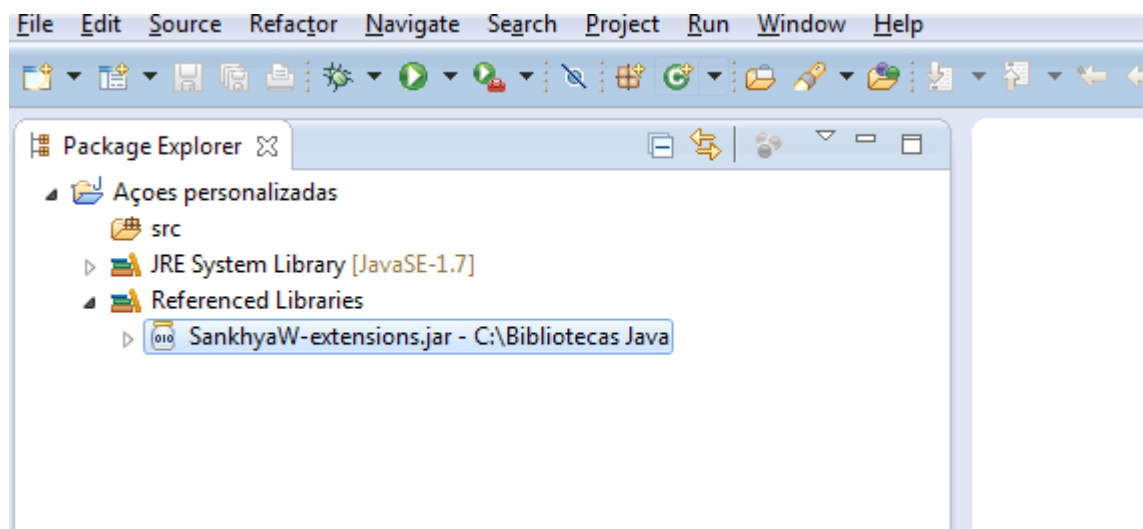 File Edit Source Refactor Navigate Search Project Run Window Help
Package Explorer
Açoes personalizadas
src
JRE System Library [JavaSE-1.7]
Referenced Libraries
010 SankhyaW-extensions.jar - C:\Bibliotecas Java